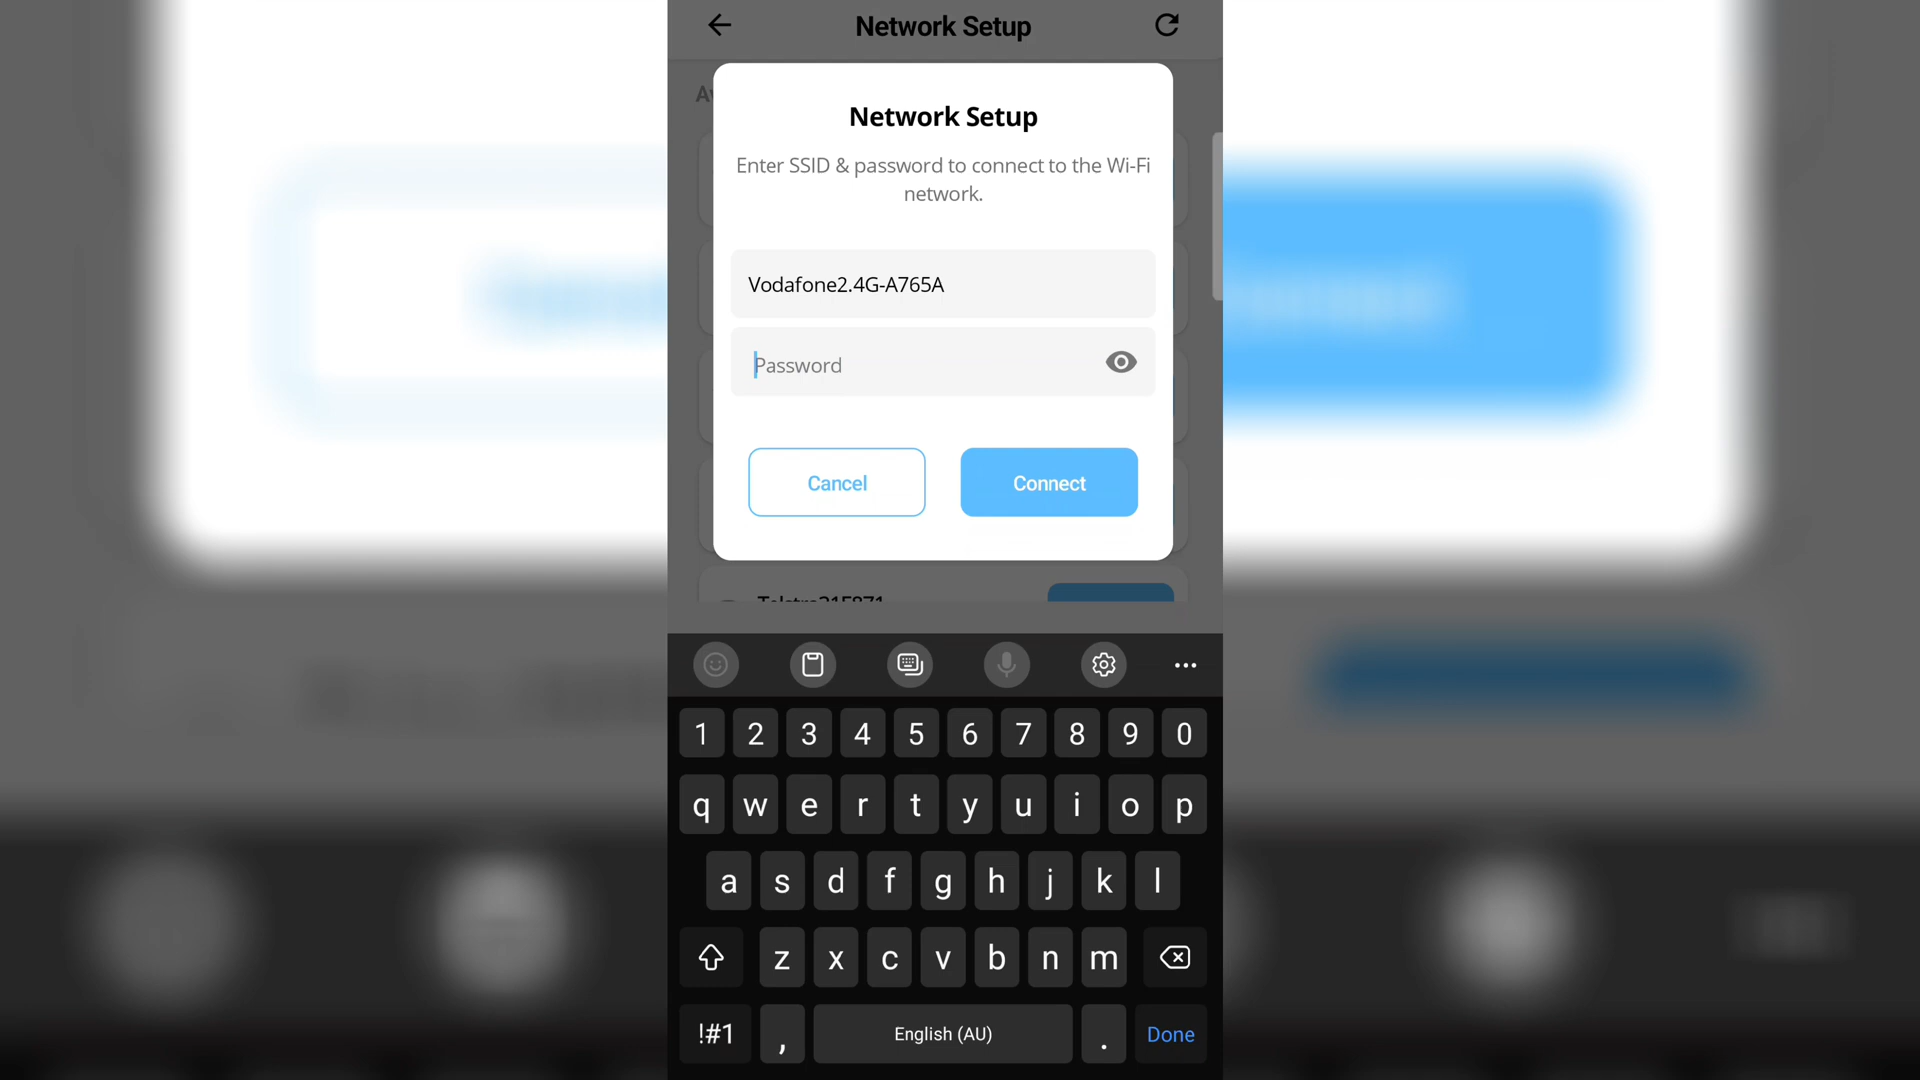 Network Setup
Network Setup
Enter SSID & password to connect to the Wi-Fi
network.
Vodafone2.4G-A765A
Password
Cancel
Connect
1 2 3 4 5 6 7 8 9 0
q w e r t y u i o p
a s d f g h j k l
z x c v b n m
!#1 , English (AU) . Done